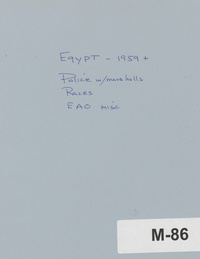 EGYPT - 1959 +
Police w/marshalls
Races
EAO misc
M-86